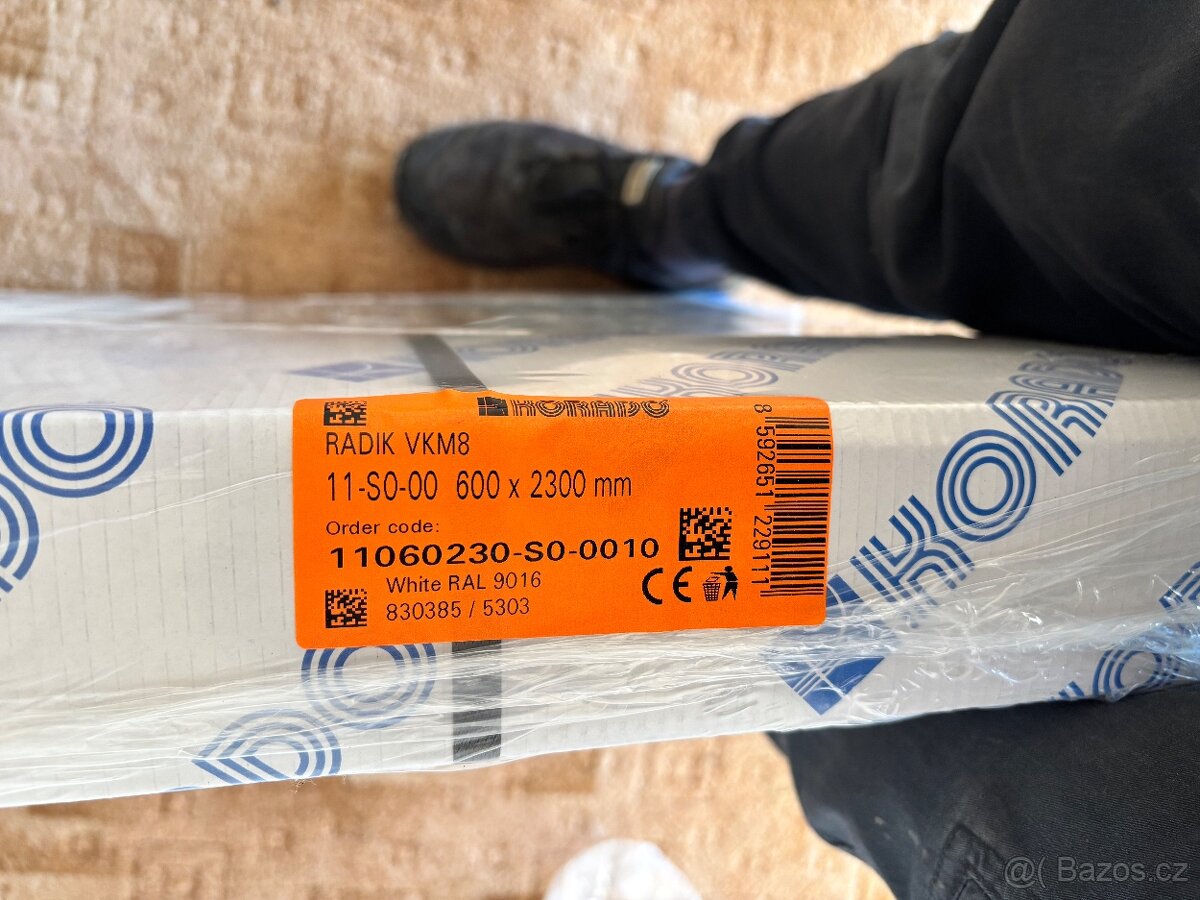 KORADO
RADIK VKM8
11-S0-00 600 x 2300 mm
Order code:
11060230-S0-0010
White RAL 9016
830385 / 5303
CE
8 592651 229111
KORADO
@( Bazos.cz